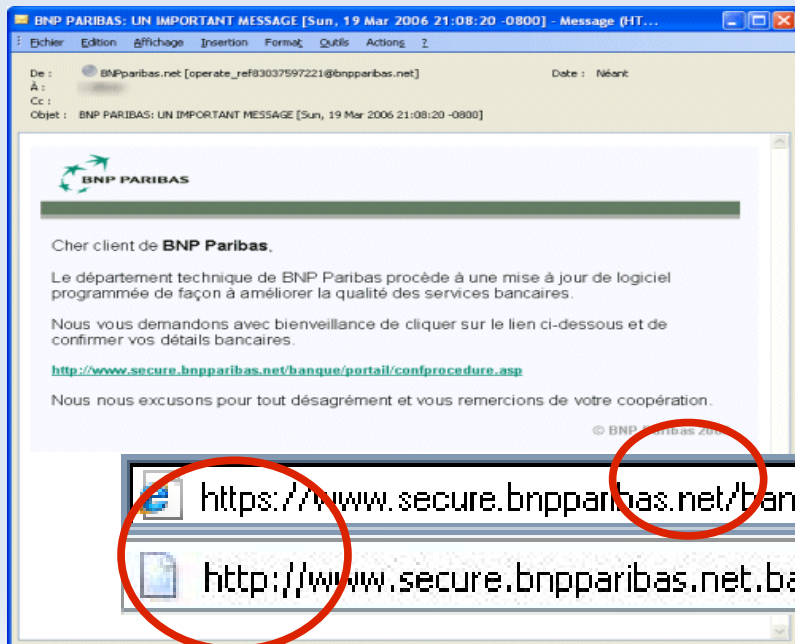 BNP PARIBAS: UN IMPORTANT MESSAGE [Sun, 19 Mar 2006 21:08:20 -0800] - Message (HT...
Fichier Edition Affichage Insertion Format Outils Actions ?
De : BNPparibas.net [operate_ref83037597221@bnpparibas.net] Date : Néant
À :
Cc :
Objet : BNP PARIBAS: UN IMPORTANT MESSAGE [Sun, 19 Mar 2006 21:08:20 -0800]
BNP PARIBAS
Cher client de BNP Paribas,
Le département technique de BNP Paribas procède à une mise à jour de logiciel
programmée de façon à améliorer la qualité des services bancaires.
Nous vous demandons avec bienveillance de cliquer sur le lien ci-dessous et de
confirmer vos détails bancaires.
http://www.secure.bnpparibas.net/banque/portail/confprocedure.asp
Nous nous excusons pour tout désagrément et vous remercions de votre coopération.
© BNP Paribas
https://www.secure.bnpparibas.net/ban
http://www.secure.bnpparibas.net.ba